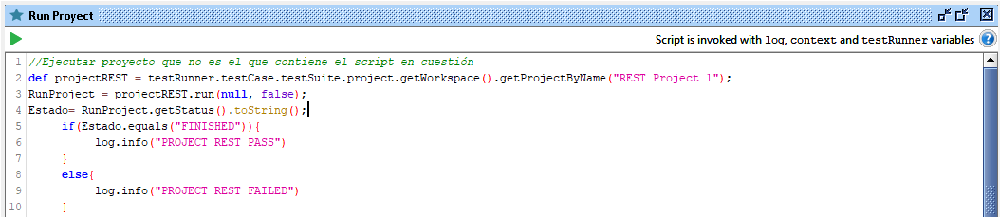 Run Proyect
Script is invoked with log, context and testRunner variables
1 //Ejecutar proyecto que no es el que contiene el script en cuestión
2 def projectREST = testRunner.testCase.testSuite.project.getWorkspace().getProjectByName("REST Project 1");
3 RunProject = projectREST.run(null, false);
4 Estado= RunProject.getStatus().toString();
5 if(Estado.equals("FINISHED")){
6 log.info("PROJECT REST PASS")
7 }
8 else{
9 log.info("PROJECT REST FAILED")
10 }